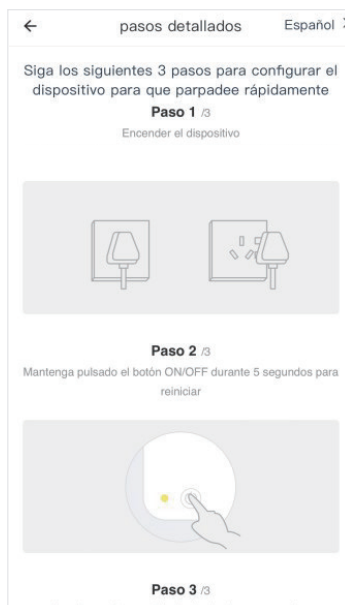 pasos detallados
Español
Siga los siguientes 3 pasos para configurar el
dispositivo para que parpadee rápidamente
Paso 1 /3
Encender el dispositivo
Paso 2 /3
Mantenga pulsado el botón ON/OFF durante 5 segundos para
reiniciar
Paso 3 /3